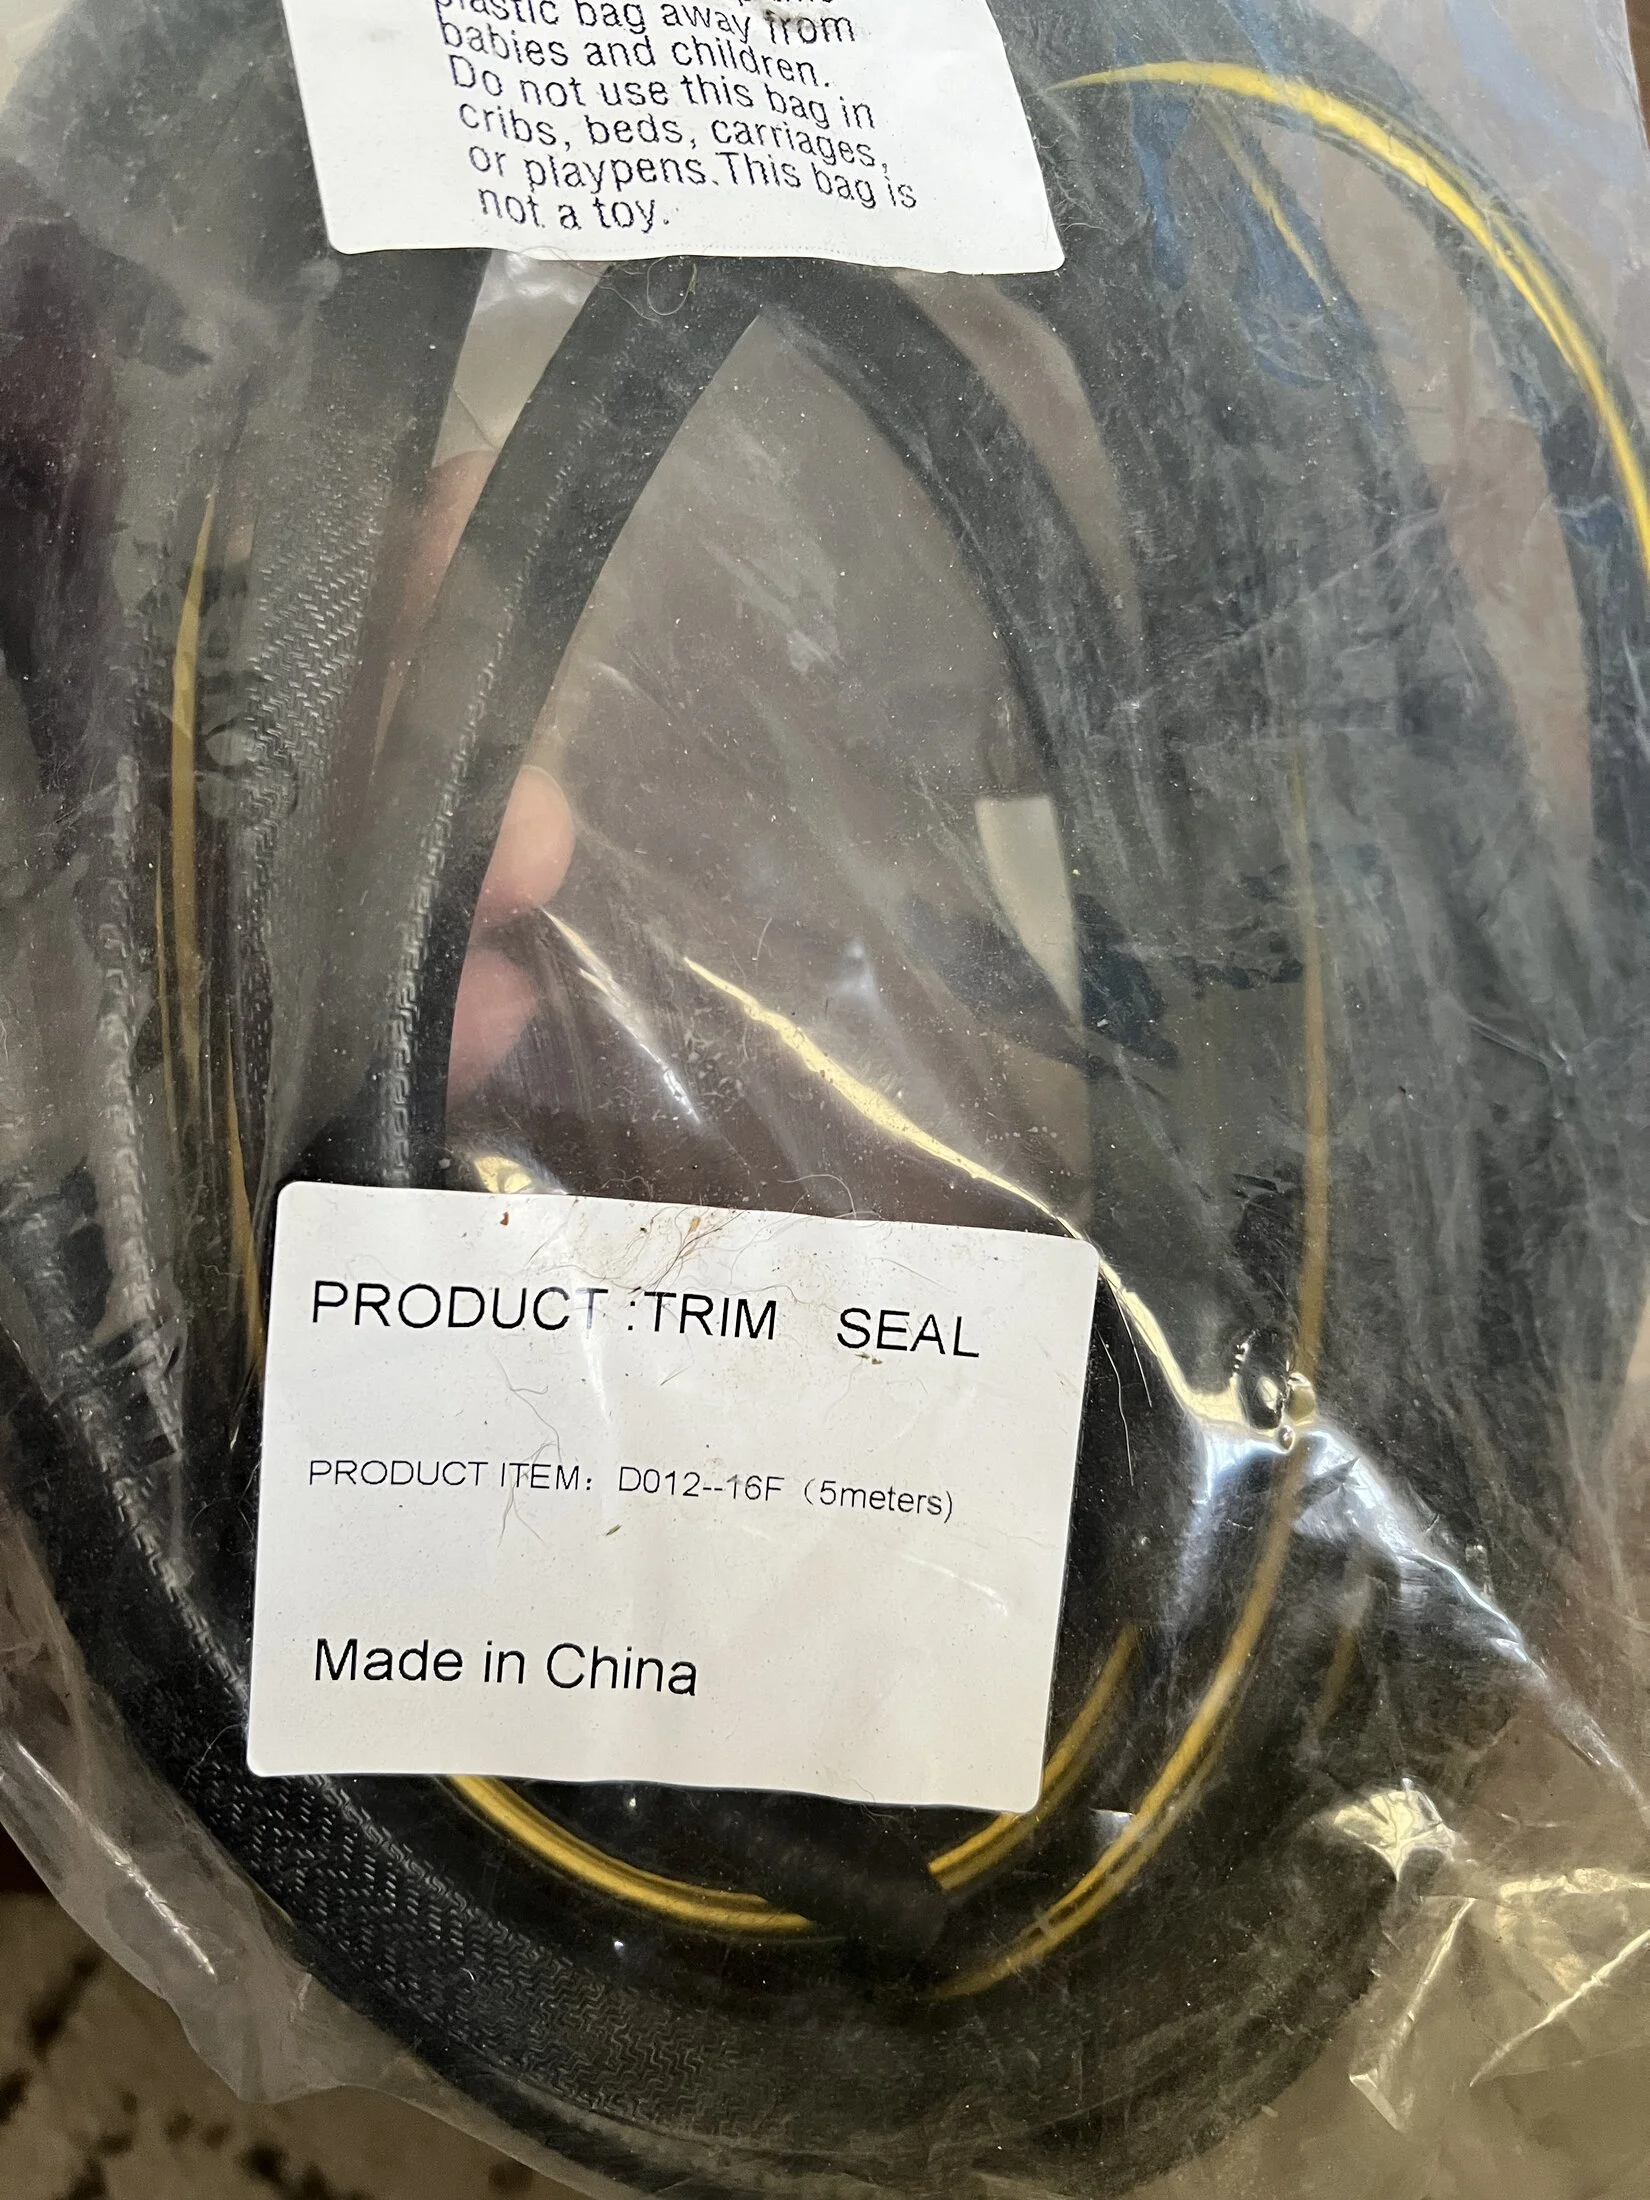 plastic bag away from
babies and children.
Do not use this bag in
cribs, beds, carriages,
or playpens.This bag is
not a toy.
PRODUCT :TRIM SEAL
PRODUCT ITEM: D012--16F (5meters)
Made in China